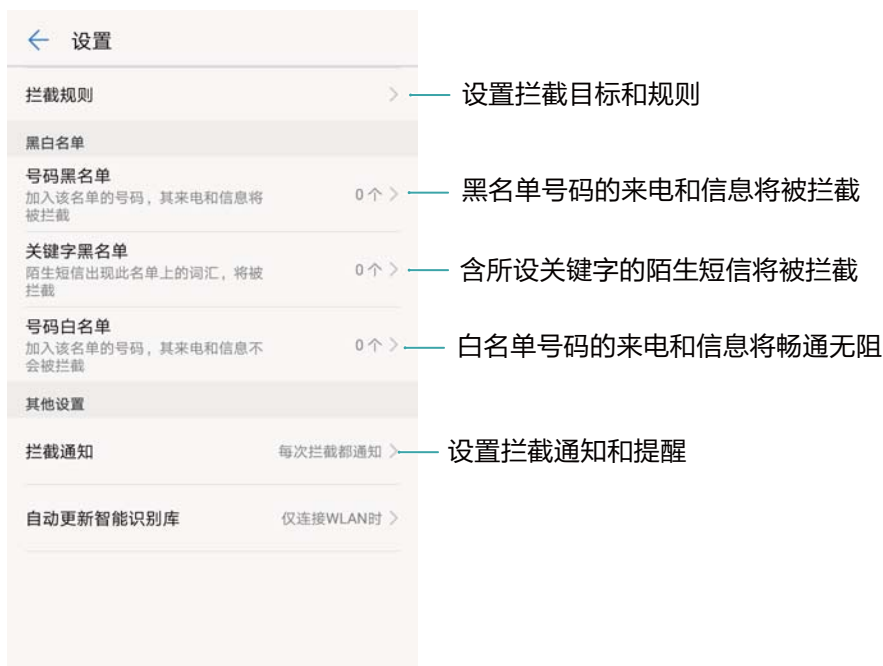 设置
拦截规则
设置拦截目标和规则
黑白名单
号码黑名单
加入该名单的号码，其来电和信息将
被拦截
0 个
黑名单号码的来电和信息将被拦截
关键字黑名单
陌生短信出现此名单上的词汇，将被
拦截
0 个
含所设关键字的陌生短信将被拦截
号码白名单
加入该名单的号码，其来电和信息不
会被拦截
0 个
白名单号码的来电和信息将畅通无阻
其他设置
拦截通知
每次拦截都通知
设置拦截通知和提醒
自动更新智能识别库
仅连接WLAN时